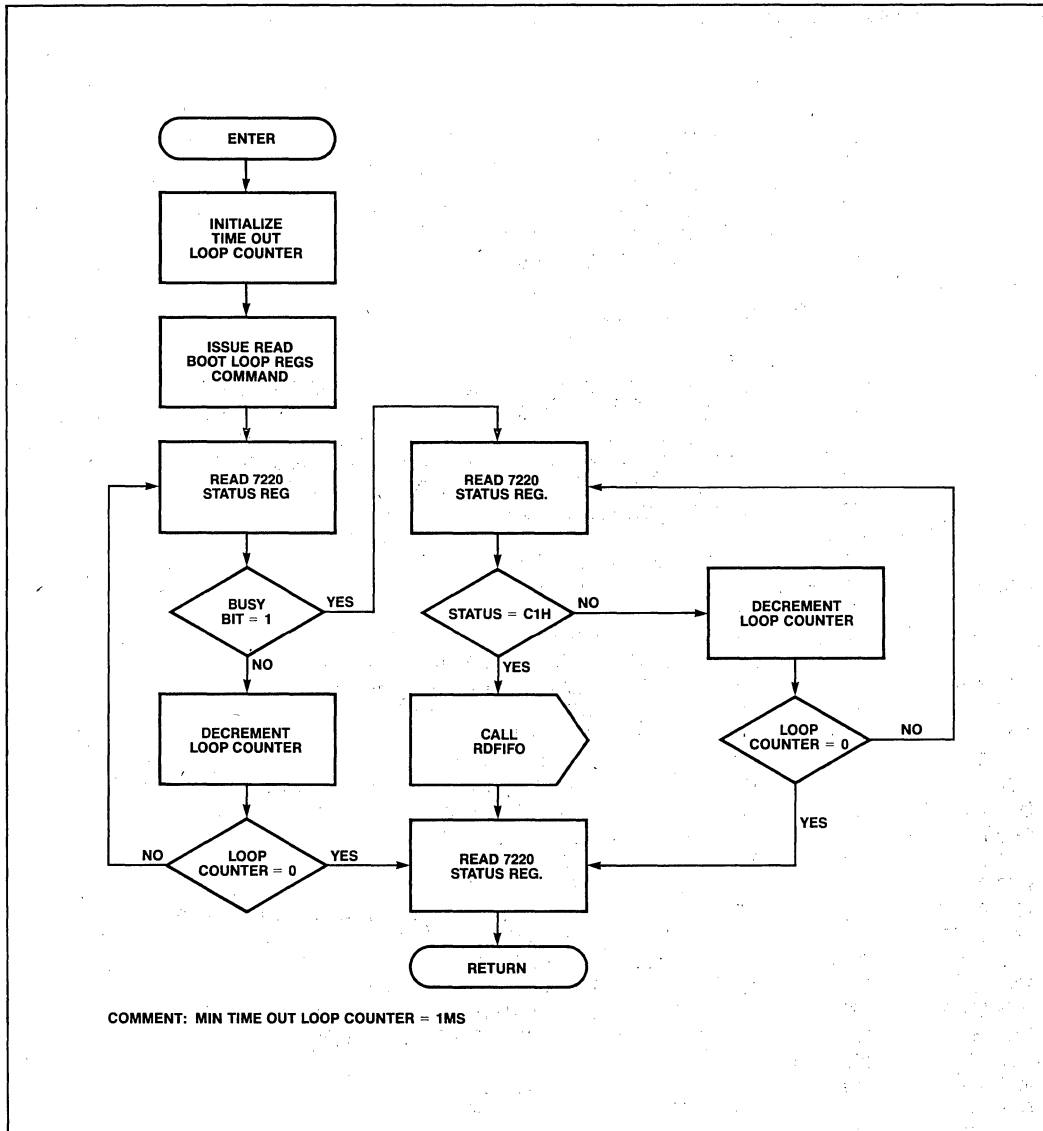 ENTER
INITIALIZE
TIME OUT
LOOP COUNTER
ISSUE READ
BOOT LOOP REGS
COMMAND
READ 7220
STATUS REG
BUSY
BIT = 1
YES
NO
DECREMENT
LOOP COUNTER
LOOP
COUNTER = 0
NO
YES
READ 7220
STATUS REG.
STATUS = C1H
NO
YES
CALL
RDFIFO
READ 7220
STATUS REG.
RETURN
DECREMENT
LOOP COUNTER
LOOP
COUNTER = 0
NO
YES
COMMENT: MIN TIME OUT LOOP COUNTER = 1MS